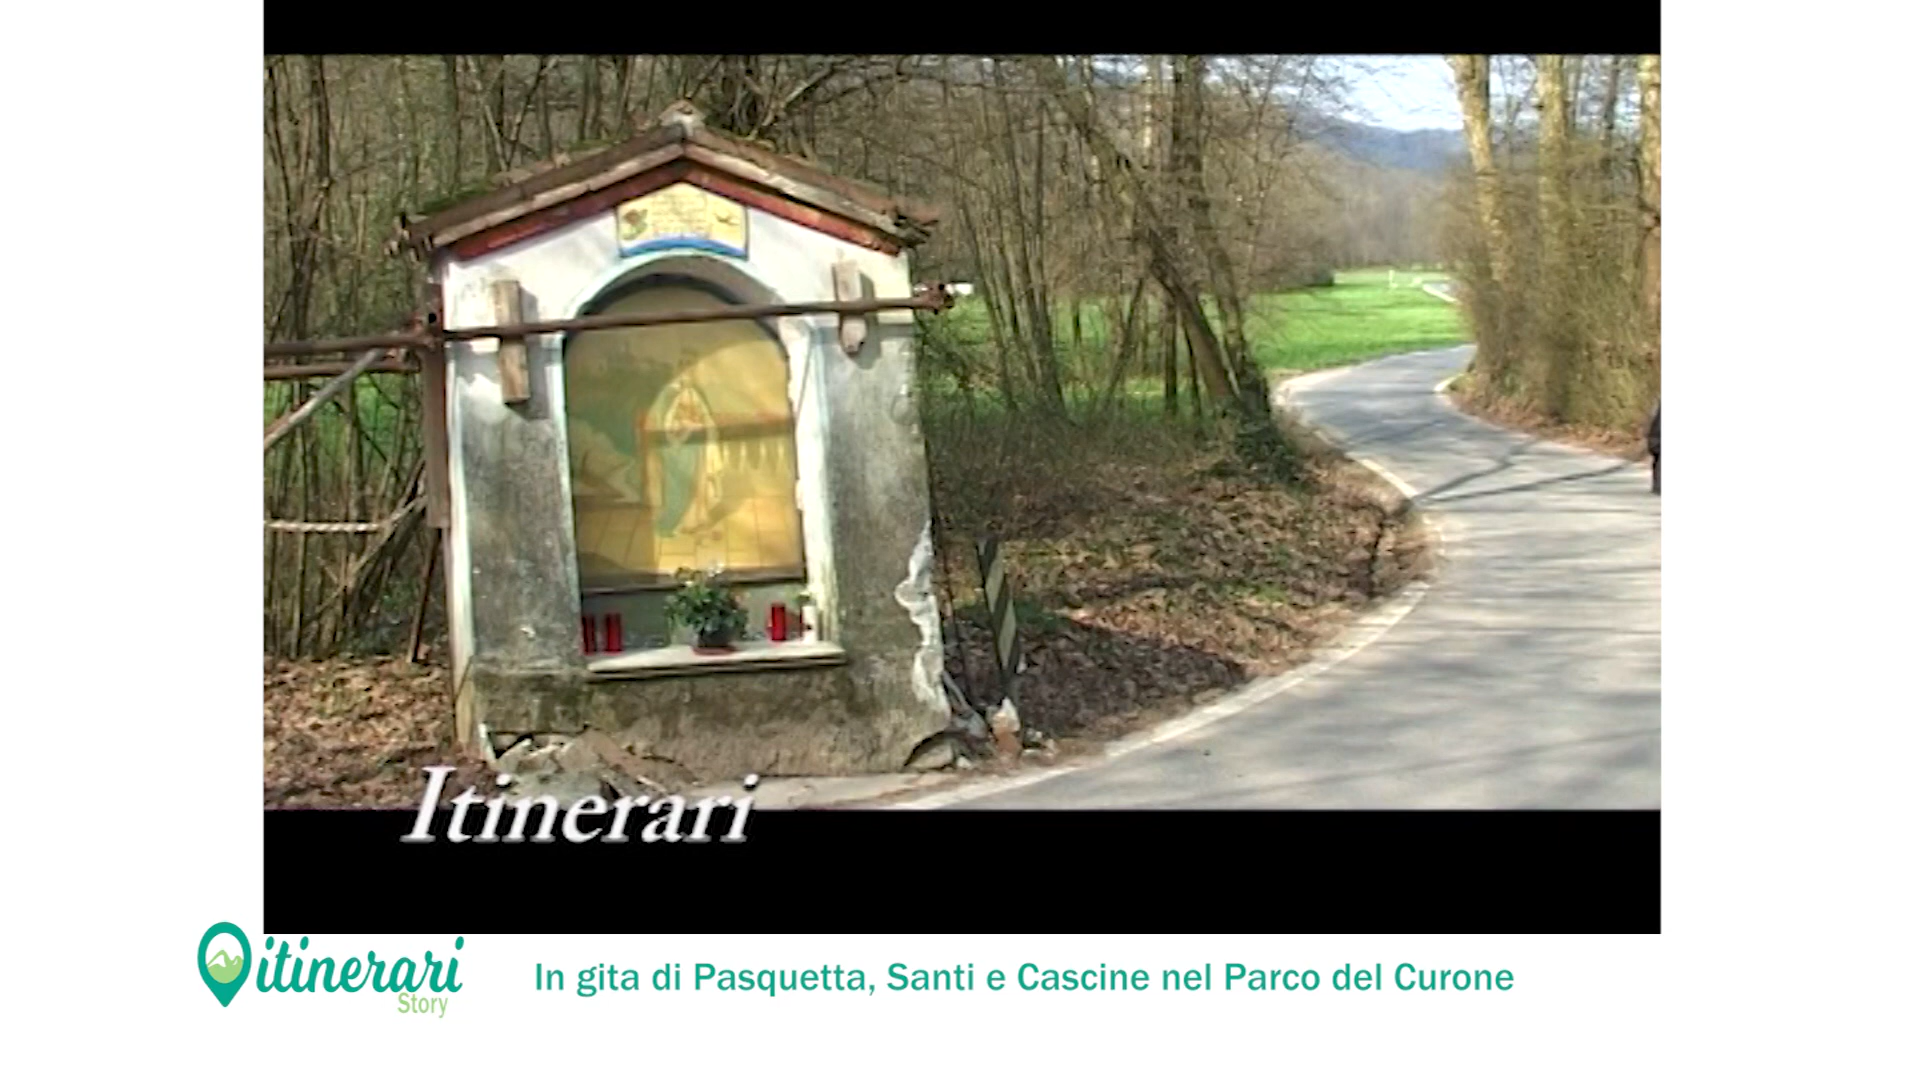 Itinerari
itinerari
Story
In gita di Pasquetta, Santi e Cascine nel Parco del Curone